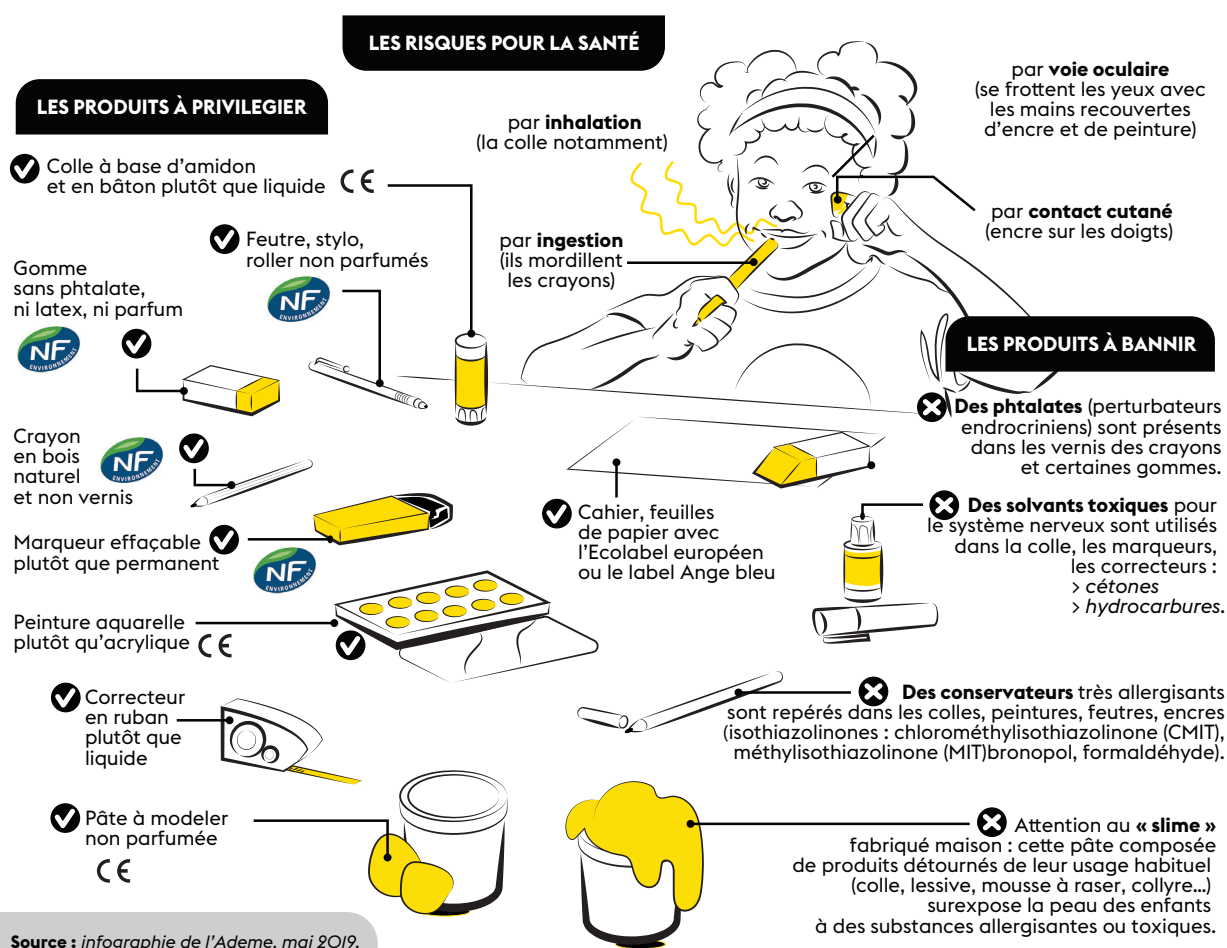 LES RISQUES POUR LA SANTÉ
LES PRODUITS À PRIVILEGIER
Colle à base d'amidon
et en bâton plutôt que liquide CE
Feutre, stylo,
roller non parfumés
NF
ENVIRONNEMENT
Gomme
sans phtalate,
ni latex, ni parfum
NF
ENVIRONNEMENT
Crayon
en bois
naturel
et non vernis
NF
ENVIRONNEMENT
Marqueur effaçable
plutôt que permanent
NF
ENVIRONNEMENT
Peinture aquarelle
plutôt qu'acrylique CE
Correcteur
en ruban
plutôt que
liquide
Pâte à modeler
non parfumée
CE
par inhalation
(la colle notamment)
par ingestion
(ils mordillent
les crayons)
par voie oculaire
(se frottent les yeux avec
les mains recouvertes
d'encre et de peinture)
par contact cutané
(encre sur les doigts)
Cahier, feuilles
de papier avec
l'Ecolabel européen
ou le label Ange bleu
LES PRODUITS À BANNIR
Des phtalates (perturbateurs
endocriniens) sont présents
dans les vernis des crayons
et certaines gommes.
Des solvants toxiques pour
le système nerveux sont utilisés
dans la colle, les marqueurs,
les correcteurs :
> cétones
> hydrocarbures.
Des conservateurs très allergisants
sont repérés dans les colles, peintures, feutres, encres
(isothiazolinones : chlorométhylisothiazolinone (CMIT),
méthylisothiazolinone (MIT)bronopol, formaldéhyde).
Attention au « slime »
fabriqué maison : cette pâte composée
de produits détournés de leur usage habituel
(colle, lessive, mousse à raser, collyre...)
surexpose la peau des enfants
à des substances allergisantes ou toxiques.
Source : infographie de l'Ademe, mai 2019.